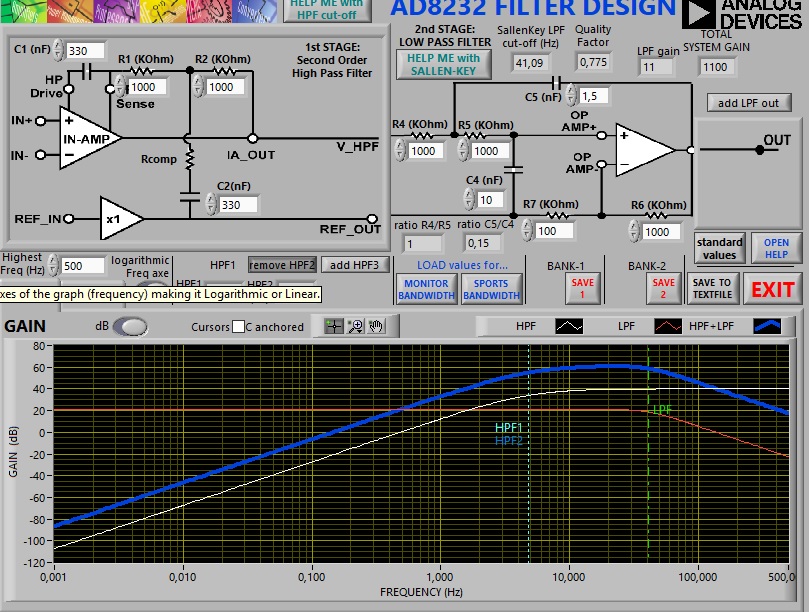 HELP ME with
HPF cut-off
AD8232 FILTER DESIGN
ANALOG
DEVICES
C1 (nF)
330
R1 (KOhm)
R2 (KOhm)
1st STAGE:
Second Order
High Pass Filter
HP
Drive
1000
1000
Sense
IN+
IN-AMP
IN-
Rcomp
IA_OUT
V_HPF
C2(nF)
330
REF_IN
x1
REF_OUT
2nd STAGE:
LOW PASS FILTER
HELP ME with
SALLEN-KEY
SallenKey LPF
cut-off (Hz)
41,09
Quality
Factor
0,775
LPF gain
11
TOTAL
SYSTEM GAIN
1100
C5 (nF)
1,5
add LPF out
R4 (KOhm)
R5 (KOhm)
OP
AMP+
1000
1000
OP
AMP-
OUT
C4 (nF)
10
R7 (KOhm)
R6 (KOhm)
100
1000
ratio R4/R5
ratio C5/C4
1
0,15
standard
values
OPEN
HELP
Highest
Freq (Hz)
500
logarithmic
Freq axe
HPF1
remove HPF2
add HPF3
LOAD values for...
BANK-1
BANK-2
MONITOR
BANDWIDTH
SPORTS
BANDWIDTH
SAVE
1
SAVE
2
SAVE TO
TEXTFILE
EXIT
xes of the graph (frequency) making it Logarithmic or Linear.
GAIN
dB
Cursors
C anchored
HPF
LPF
HPF+LPF
80
60
40
20
0
-20
-40
-60
-80
-100
-120
GAIN (dB)
HPF1
HPF2
LPF
0,001
0,010
0,100
1,000
10,000
100,000
500,0
FREQUENCY (Hz)